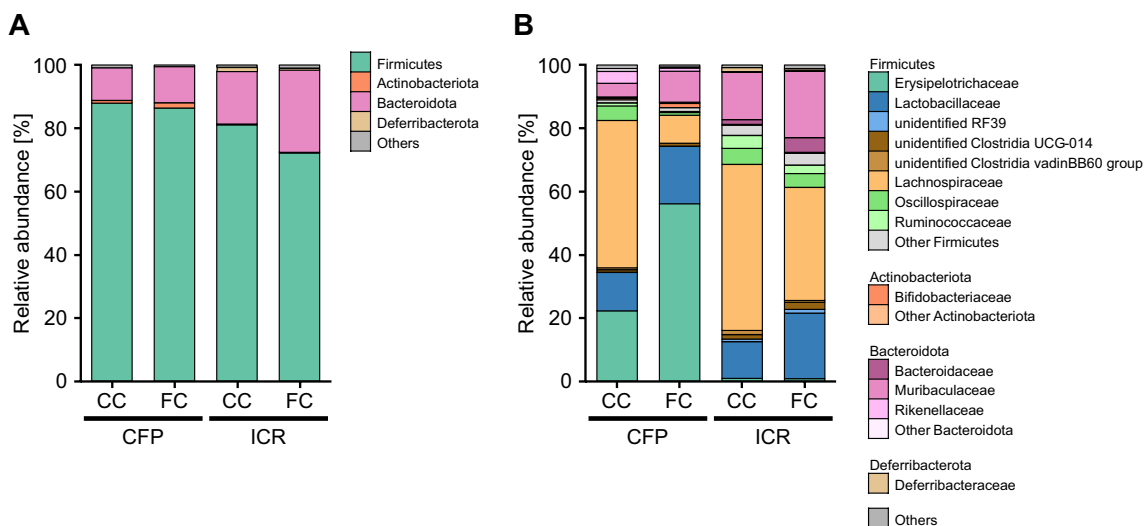 A
Relative abundance [%]
100
80
60
40
20
0
CC
FC
CC
FC
CFP
ICR
Firmicutes
Actinobacteriota
Bacteroidota
Deferribacterota
Others
B
Relative abundance [%]
100
80
60
40
20
0
CC
FC
CC
FC
CFP
ICR
Firmicutes
Erysipelotrichaceae
Lactobacillaceae
unidentified RF39
unidentified Clostridia UCG-014
unidentified Clostridia vadinBB60 group
Lachnospiraceae
Oscillospiraceae
Ruminococcaceae
Other Firmicutes
Actinobacteriota
Bifidobacteriaceae
Other Actinobacteriota
Bacteroidota
Bacteroidaceae
Muribaculaceae
Rikenellaceae
Other Bacteroidota
Deferribacterota
Deferribacteraceae
Others